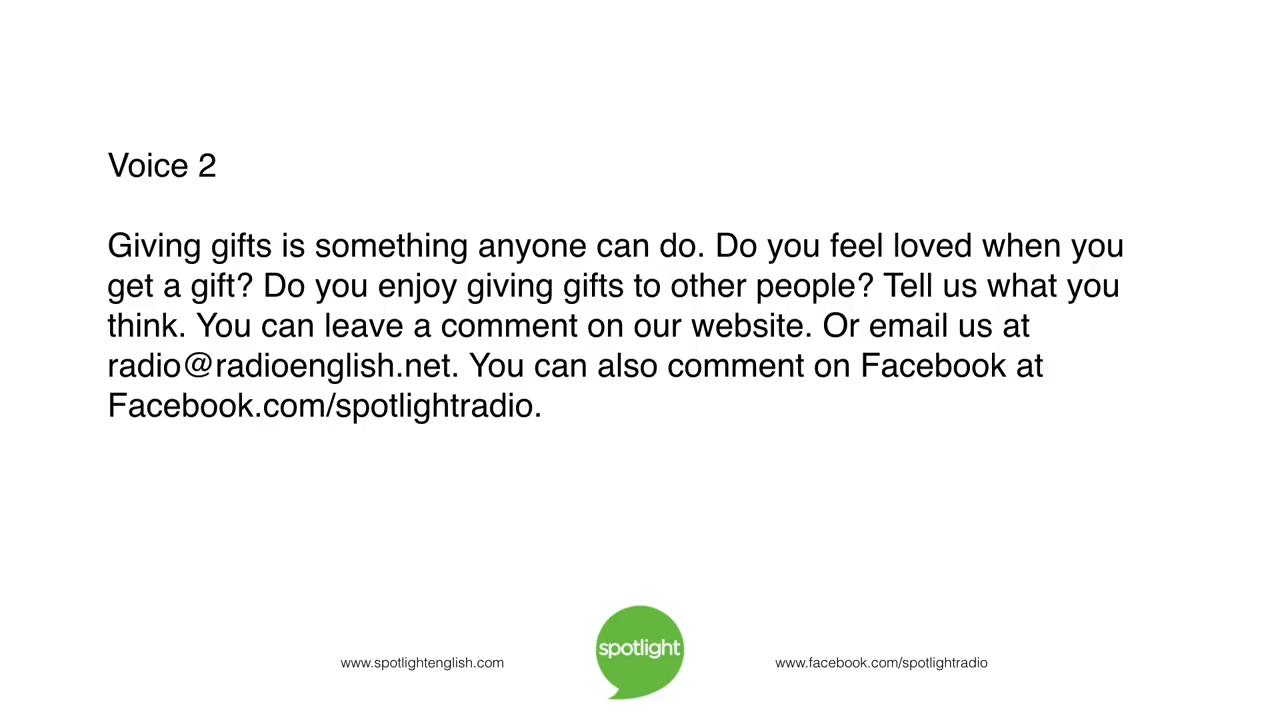 Voice 2
Giving gifts is something anyone can do. Do you feel loved when you
get a gift? Do you enjoy giving gifts to other people? Tell us what you
think. You can leave a comment on our website. Or email us at
radio@radioenglish.net. You can also comment on Facebook at
Facebook.com/spotlightradio.
www.spotlightenglish.com
spotlight
www.facebook.com/spotlightradio